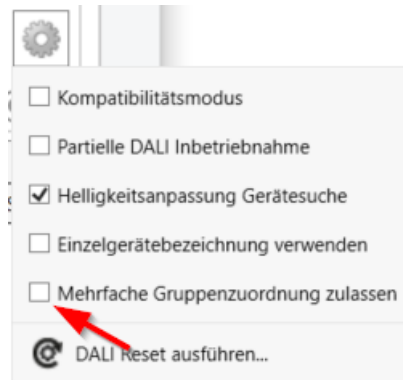 Kompatibilitätsmodus
Partielle DALI Inbetriebnahme
Helligkeitsanpassung Gerätesuche
Einzelgerätebezeichnung verwenden
Mehrfache Gruppenzuordnung zulassen
DALI Reset ausführen...